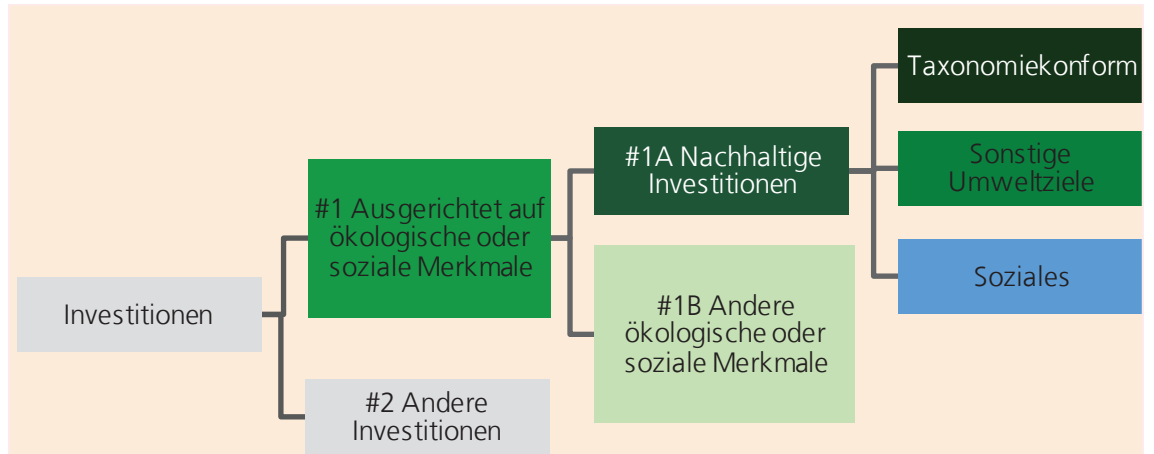 Investitionen
#1 Ausgerichtet auf
ökologische oder
soziale Merkmale
#2 Andere
Investitionen
#1A Nachhaltige
Investitionen
#1B Andere
ökologische oder
soziale Merkmale
Taxonomiekonform
Sonstige
Umweltziele
Soziales